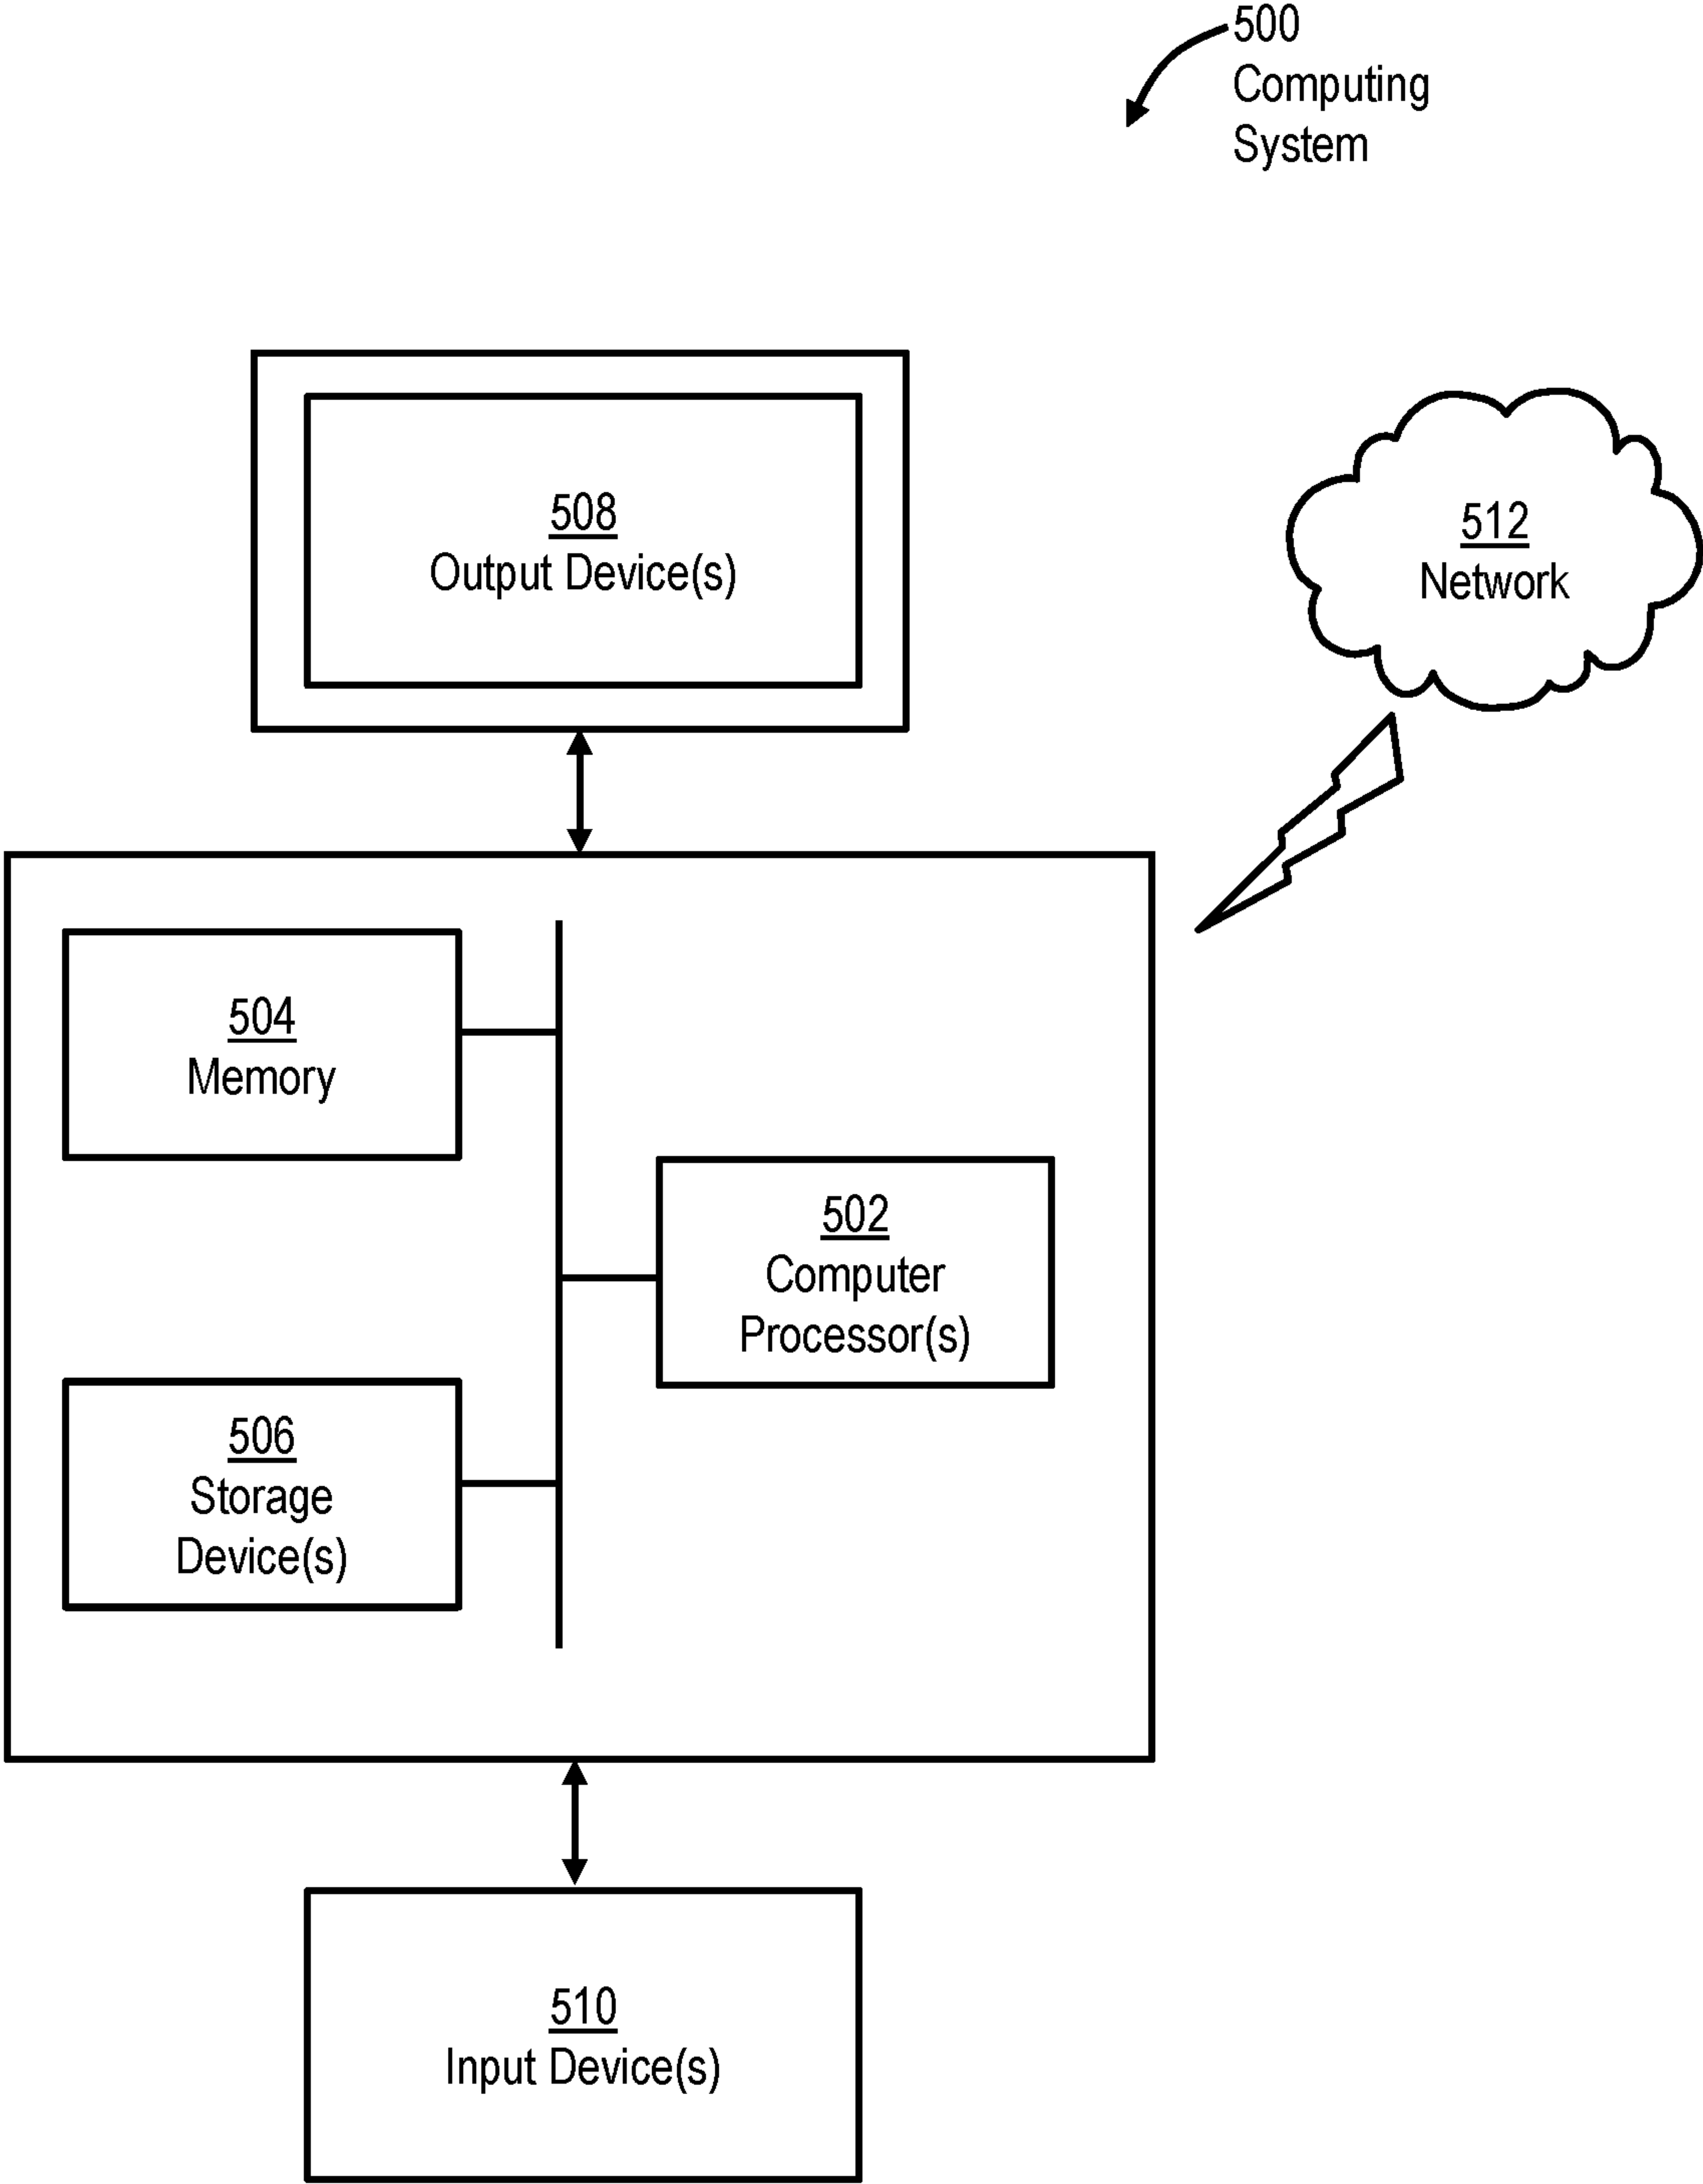 500
Computing
System
508
Output Device(s)
512
Network
504
Memory
502
Computer
Processor(s)
506
Storage
Device(s)
510
Input Device(s)